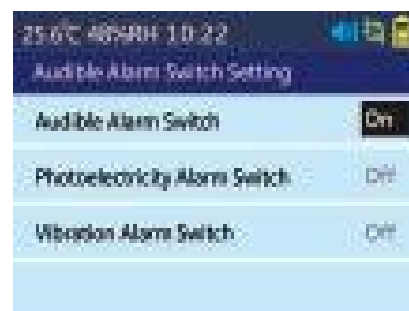 25.6℃ 48%RH 10:22
Audible Alarm Switch Setting
Audible Alarm Switch On
Photoelectricity Alarm Switch Off
Vibration Alarm Switch Off